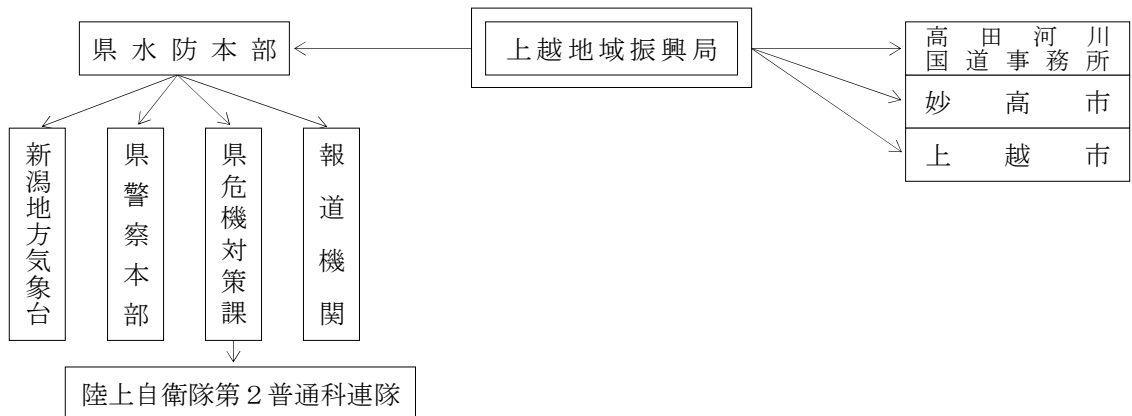 県水防本部
上越地域振興局
高田河川
国道事務所
妙高市
上越市
新潟地方気象台
県警察本部
県危機対策課
報道機関
陸上自衛隊第２普通科連隊